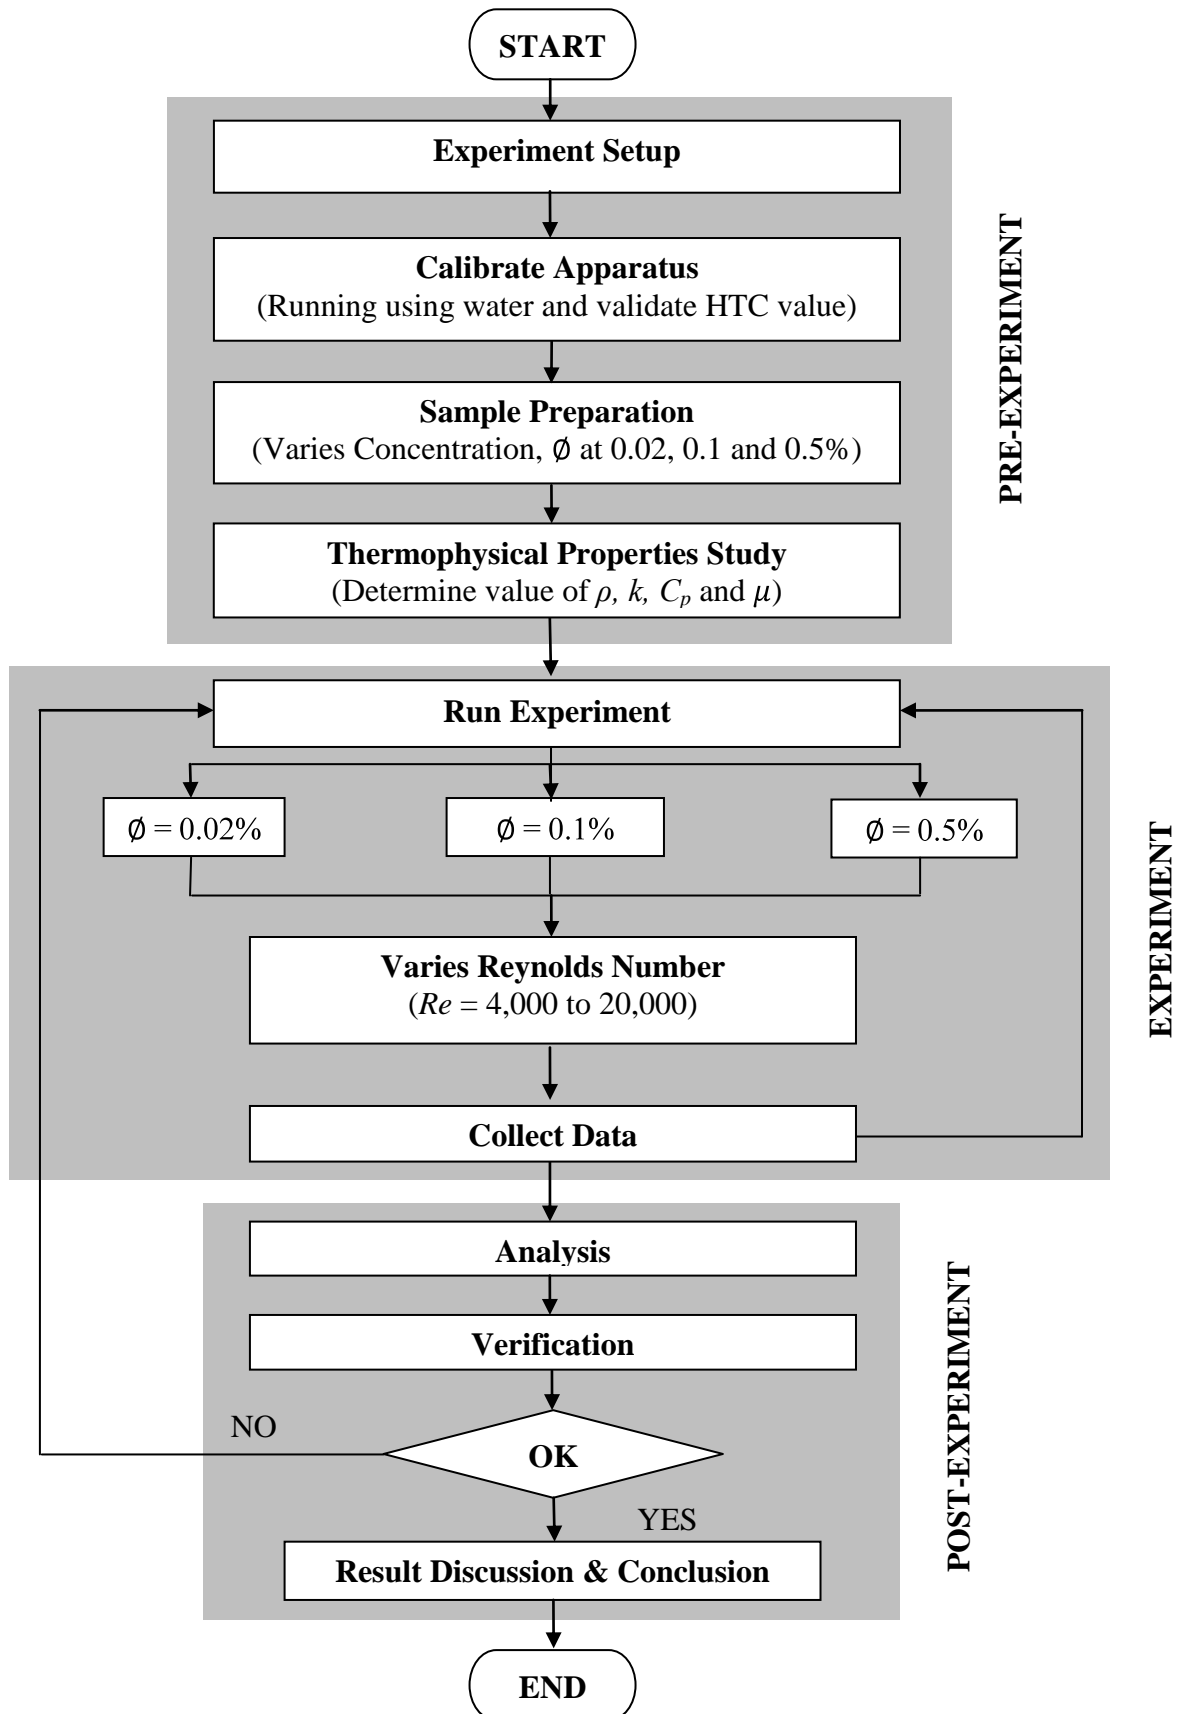 START
Experiment Setup
Calibrate Apparatus
(Running using water and validate HTC value)
Sample Preparation
(Varies Concentration, Ø at 0.02, 0.1 and 0.5%)
Thermophysical Properties Study
(Determine value of ρ, k, Cp and μ)
PRE-EXPERIMENT
Run Experiment
Ø = 0.02%
Ø = 0.1%
Ø = 0.5%
Varies Reynolds Number
(Re = 4,000 to 20,000)
Collect Data
EXPERIMENT
Analysis
Verification
OK
NO
YES
Result Discussion & Conclusion
POST-EXPERIMENT
END